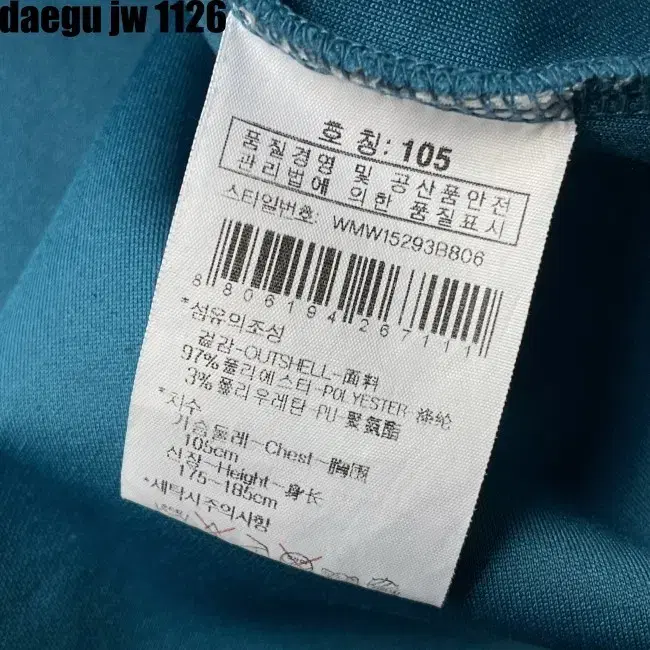 daegu jw 1126
호 칭: 105
품질경영 및 공산품안전
관리법에 의한 품질표시
스타일번호: WMW15293B806
8806194267111
*섬유의조성
겉감-OUTSHELL-面料
97% 폴리에스터-POLYESTER-涤纶
3% 폴리우레탄-PU-聚氨酯
*치수
가슴둘레-Chest-胸围
105cm
신장-Height-身长
175-185cm
*세탁시주의사항